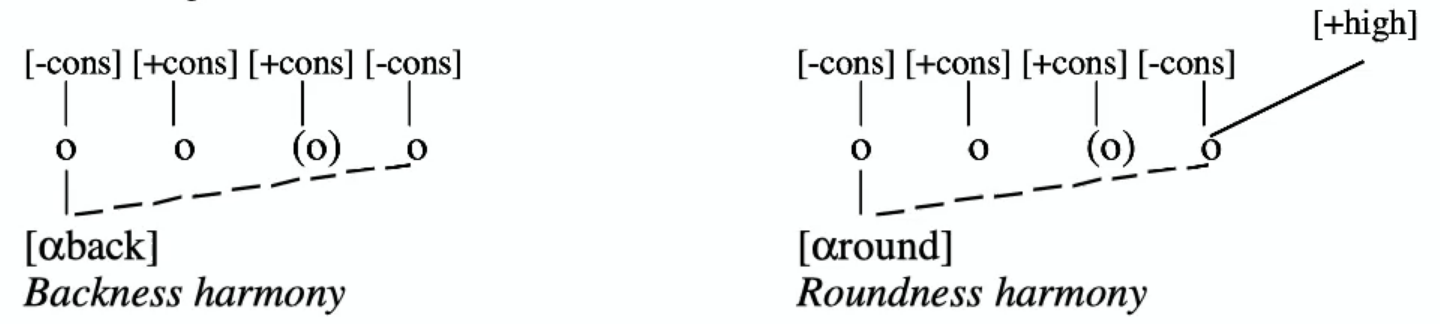 [+high]
[-cons] [+cons] [+cons] [-cons] [-cons] [+cons] [+cons] [-cons]
o o (o) o o o (o) o
[αback] [αround]
Backness harmony Roundness harmony